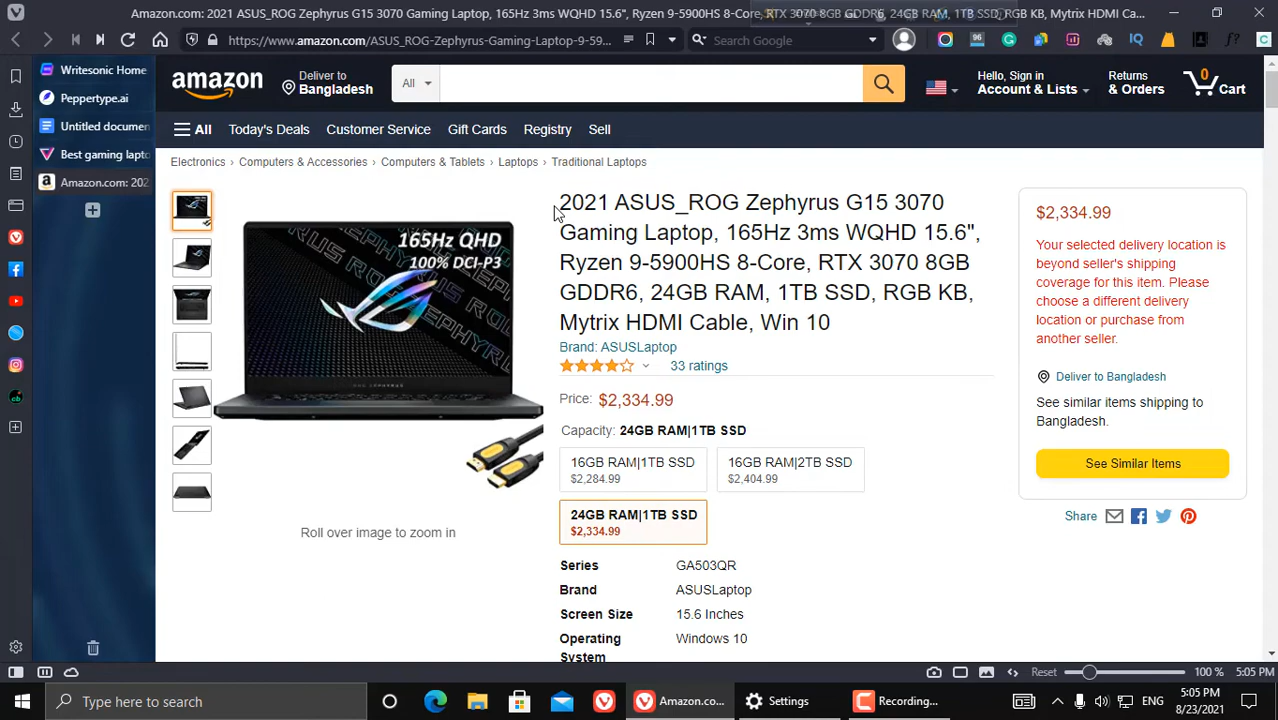 Amazon.com: 2021 ASUS_ROG Zephyrus G15 3070 Gaming Laptop, 165Hz 3ms WQHD 15.6", Ryzen 9-5900HS 8-Core, RTX 3070 8GB GDDR6, 24GB RAM, 1TB SSD, RGB KB, Mytrix HDMI Ca...
https://www.amazon.com/ASUS_ROG-Zephyrus-Gaming-Laptop-9-59...
Search Google
96
IQ
f?
Writesonic Home
Peppertype.ai
Untitled documen
Best gaming lapto
Amazon.com: 202
amazon
Deliver to
Bangladesh
All
Hello, Sign in
Account & Lists
Returns
& Orders
0
Cart
All
Today's Deals
Customer Service
Gift Cards
Registry
Sell
Electronics › Computers & Accessories › Computers & Tablets › Laptops › Traditional Laptops
165Hz QHD
100% DCI-P3
Roll over image to zoom in
2021 ASUS_ROG Zephyrus G15 3070
Gaming Laptop, 165Hz 3ms WQHD 15.6",
Ryzen 9-5900HS 8-Core, RTX 3070 8GB
GDDR6, 24GB RAM, 1TB SSD, RGB KB,
Mytrix HDMI Cable, Win 10
Brand: ASUSLaptop
33 ratings
Price: $2,334.99
Capacity: 24GB RAM|1TB SSD
16GB RAM|1TB SSD
$2,284.99
16GB RAM|2TB SSD
$2,404.99
24GB RAM|1TB SSD
$2,334.99
Series GA503QR
Brand ASUSLaptop
Screen Size 15.6 Inches
Operating Windows 10
System
$2,334.99
Your selected delivery location is
beyond seller's shipping
coverage for this item. Please
choose a different delivery
location or purchase from
another seller.
Deliver to Bangladesh
See similar items shipping to
Bangladesh.
See Similar Items
Share
Reset
100 %
5:05 PM
Type here to search
Amazon.co...
Settings
Recording...
ENG
5:05 PM
8/23/2021